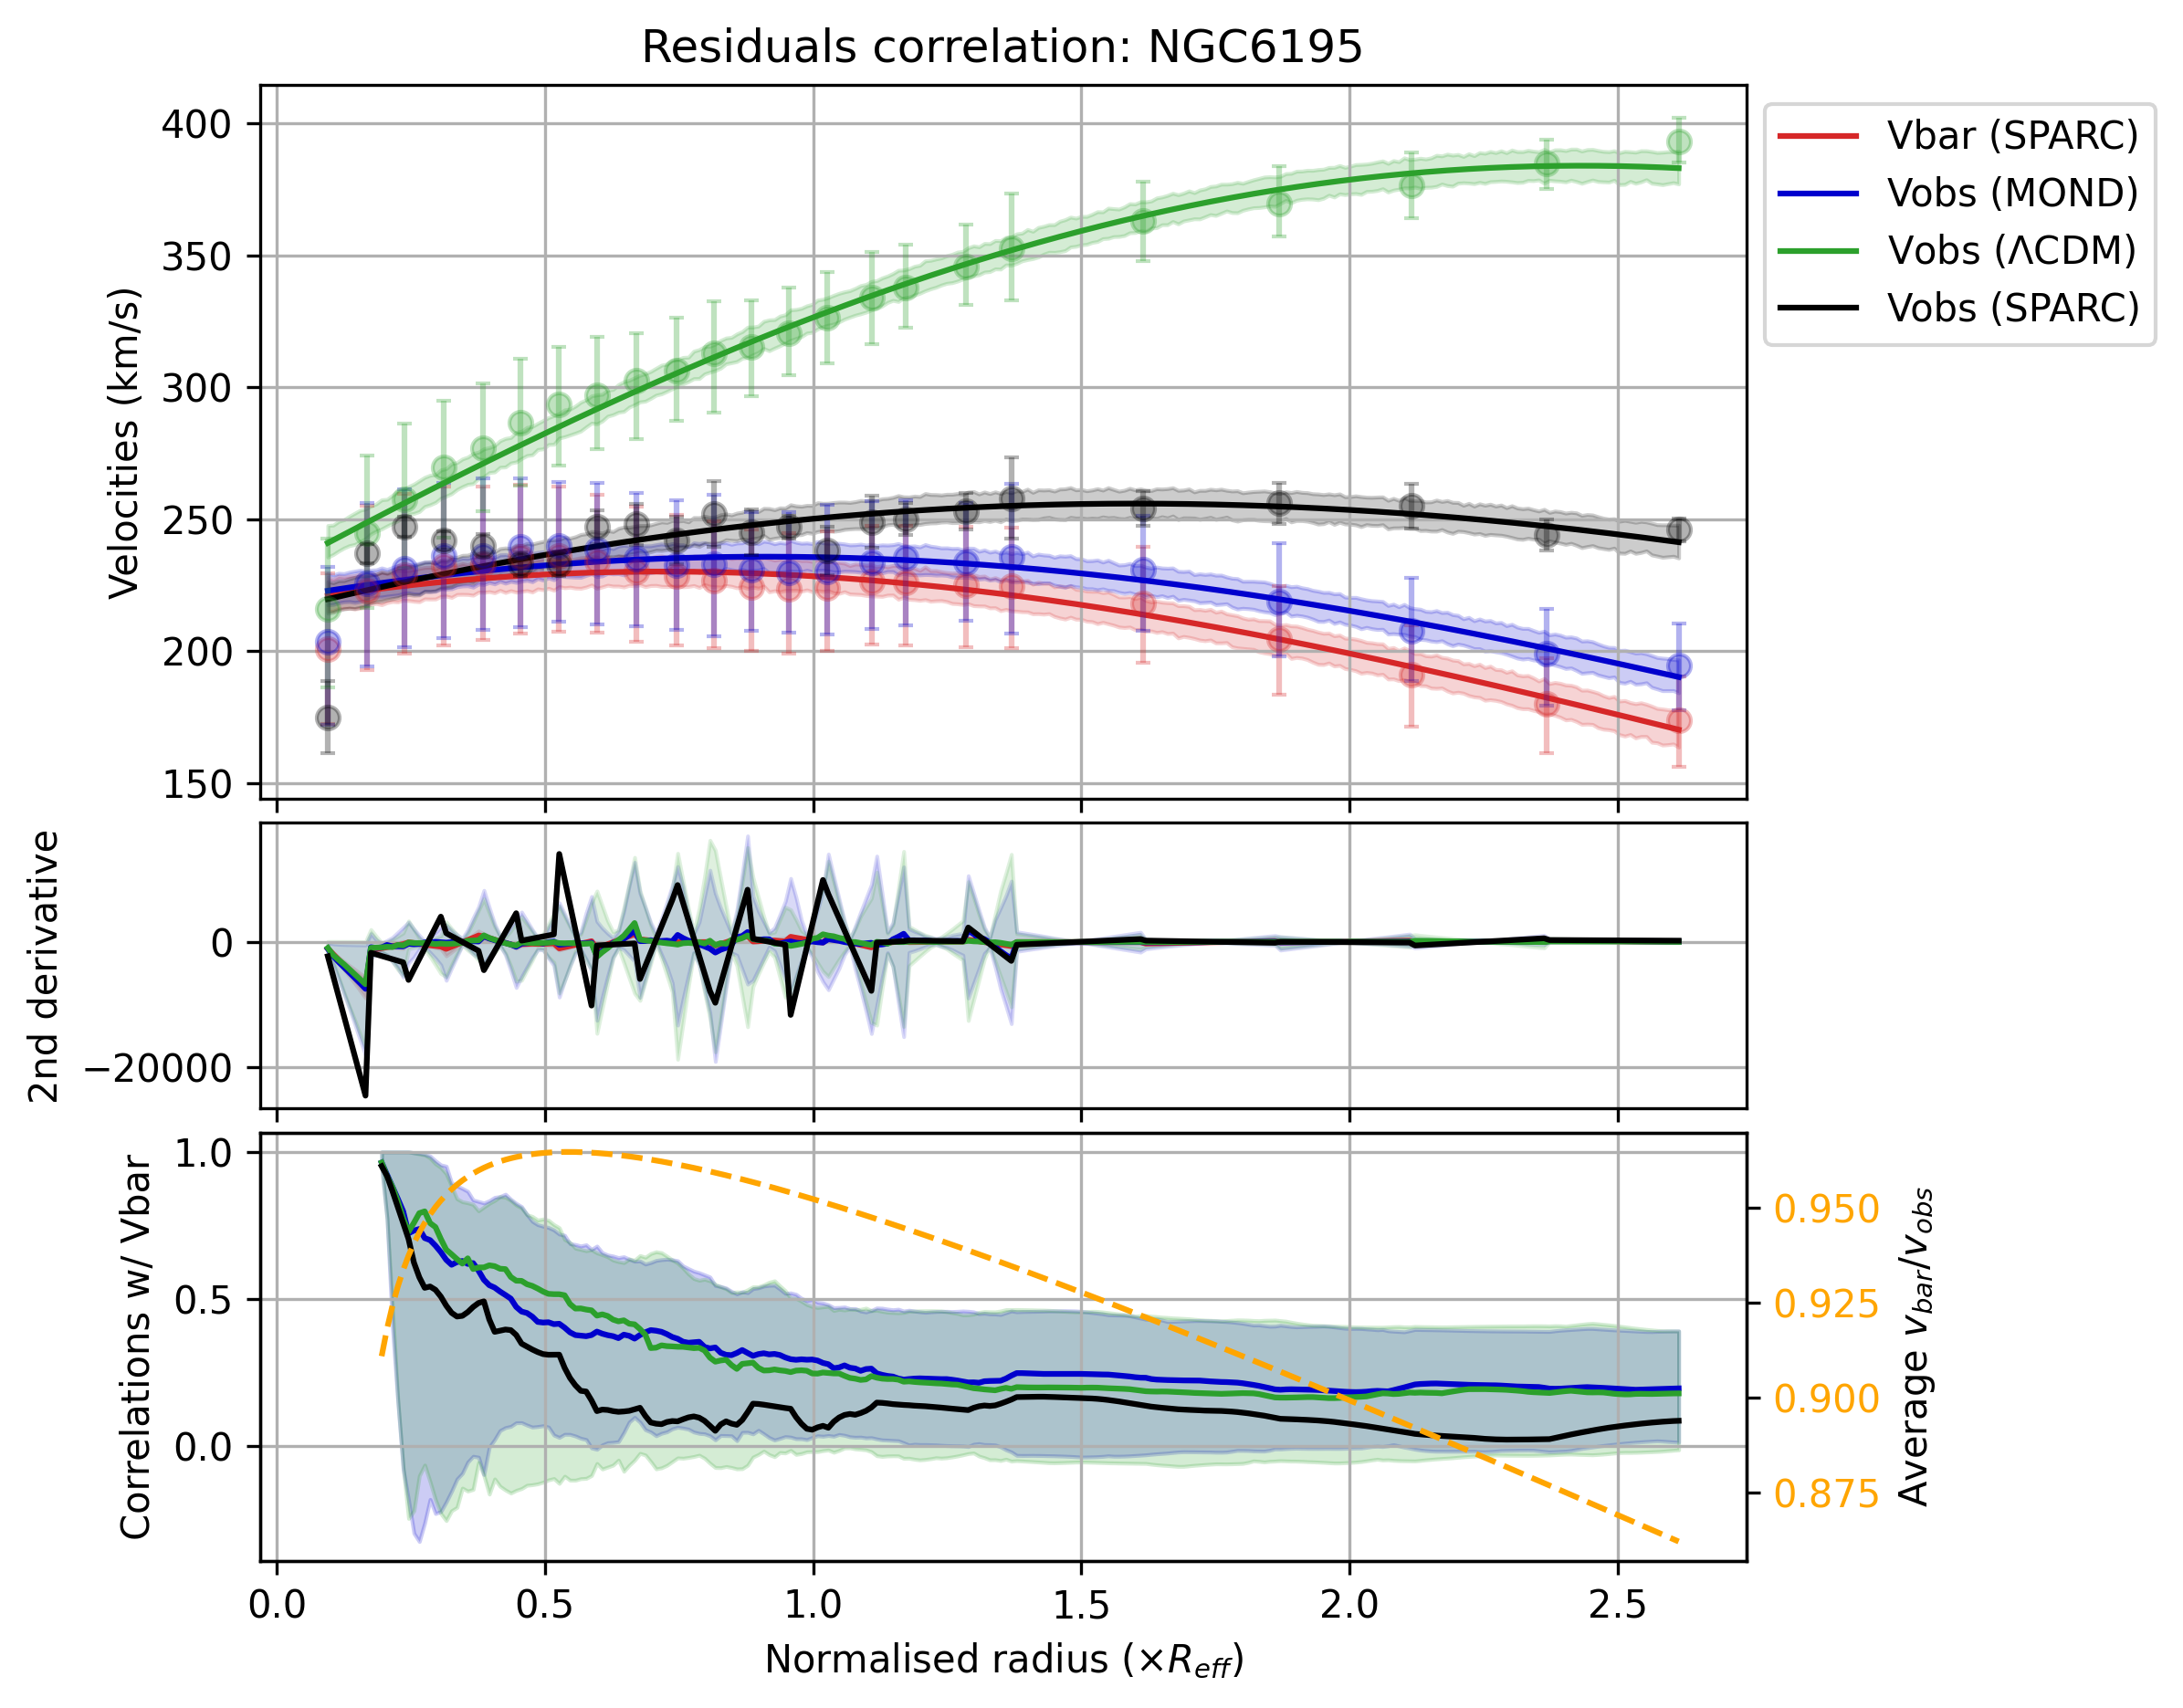 Residuals correlation: NGC6195
400
350
300
250
200
150
Velocities (km/s)
Vbar (SPARC)
Vobs (MOND)
Vobs (ΛCDM)
Vobs (SPARC)
0
−20000
2nd derivative
1.0
0.5
0.0
Correlations w/ Vbar
0.950
0.925
0.900
0.875
Average v_bar/v_obs
0.0 0.5 1.0 1.5 2.0 2.5
Normalised radius (×R_eff)